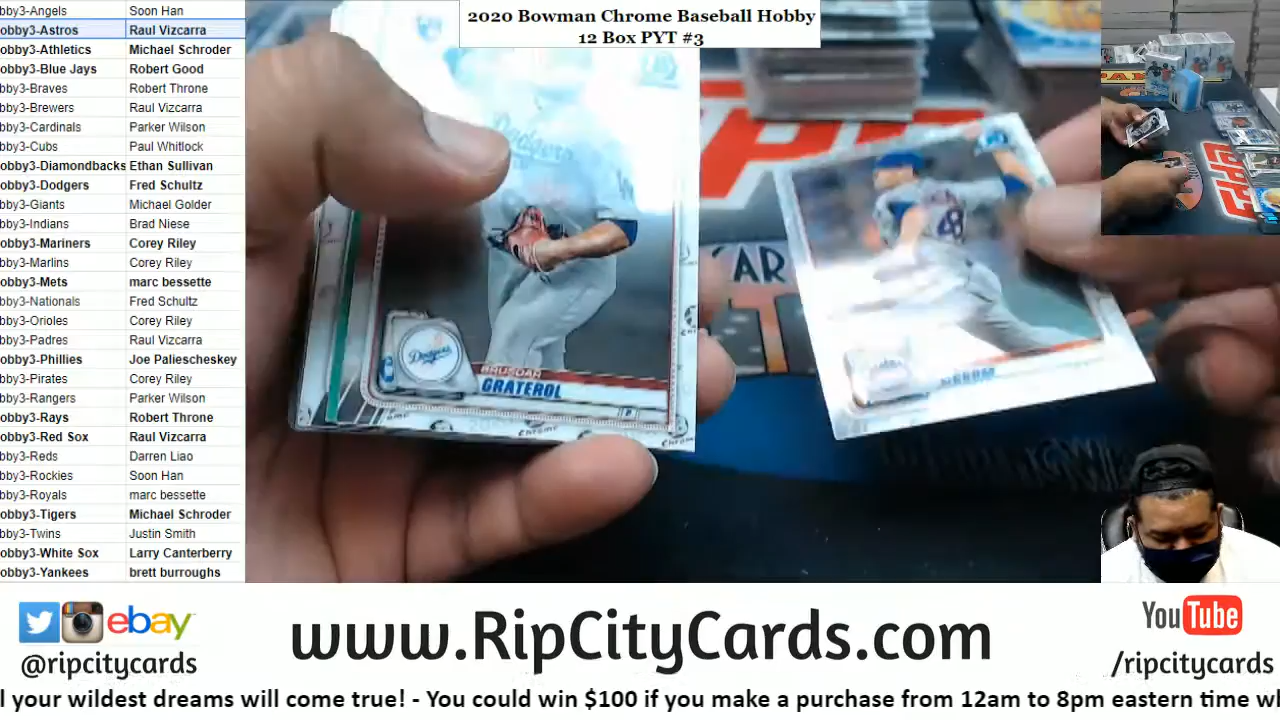 bby3-Angels Soon Han
obby3-Astros Raul Vizcarra
obby3-Athletics Michael Schroder
obby3-Blue Jays Robert Good
bby3-Braves Robert Throne
bby3-Brewers Raul Vizcarra
bby3-Cardinals Parker Wilson
bby3-Cubs Paul Whitlock
obby3-Diamondbacks Ethan Sullivan
obby3-Dodgers Fred Schultz
bby3-Giants Michael Golder
bby3-Indians Brad Niese
obby3-Mariners Corey Riley
bby3-Marlins Corey Riley
obby3-Mets marc bessette
bby3-Nationals Fred Schultz
bby3-Orioles Corey Riley
bby3-Padres Raul Vizcarra
obby3-Phillies Joe Paliescheskey
bby3-Pirates Corey Riley
bby3-Rangers Parker Wilson
obby3-Rays Robert Throne
obby3-Red Sox Raul Vizcarra
bby3-Reds Darren Liao
bby3-Rockies Soon Han
bby3-Royals marc bessette
obby3-Tigers Michael Schroder
bby3-Twins Justin Smith
obby3-White Sox Larry Canterberry
obby3-Yankees brett burroughs
2020 Bowman Chrome Baseball Hobby
12 Box PYT #3
Dodgers
Dodgers
BRUSDAR
GRATEROL
P
Chrome
48
TOPPS
ebay
@ripcitycards
www.RipCityCards.com
YouTube
/ripcitycards
l your wildest dreams will come true! - You could win $100 if you make a purchase from 12am to 8pm eastern time w